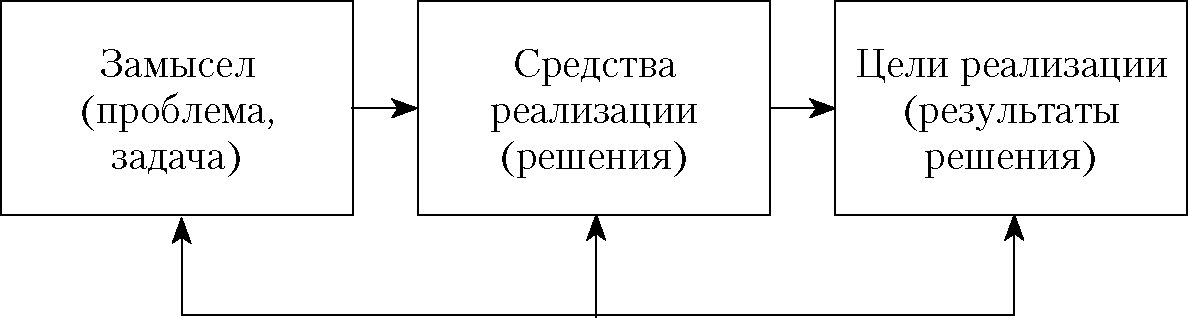 Замысел
(проблема,
задача)
Средства
реализации
(решения)
Цели реализации
(результаты
решения)